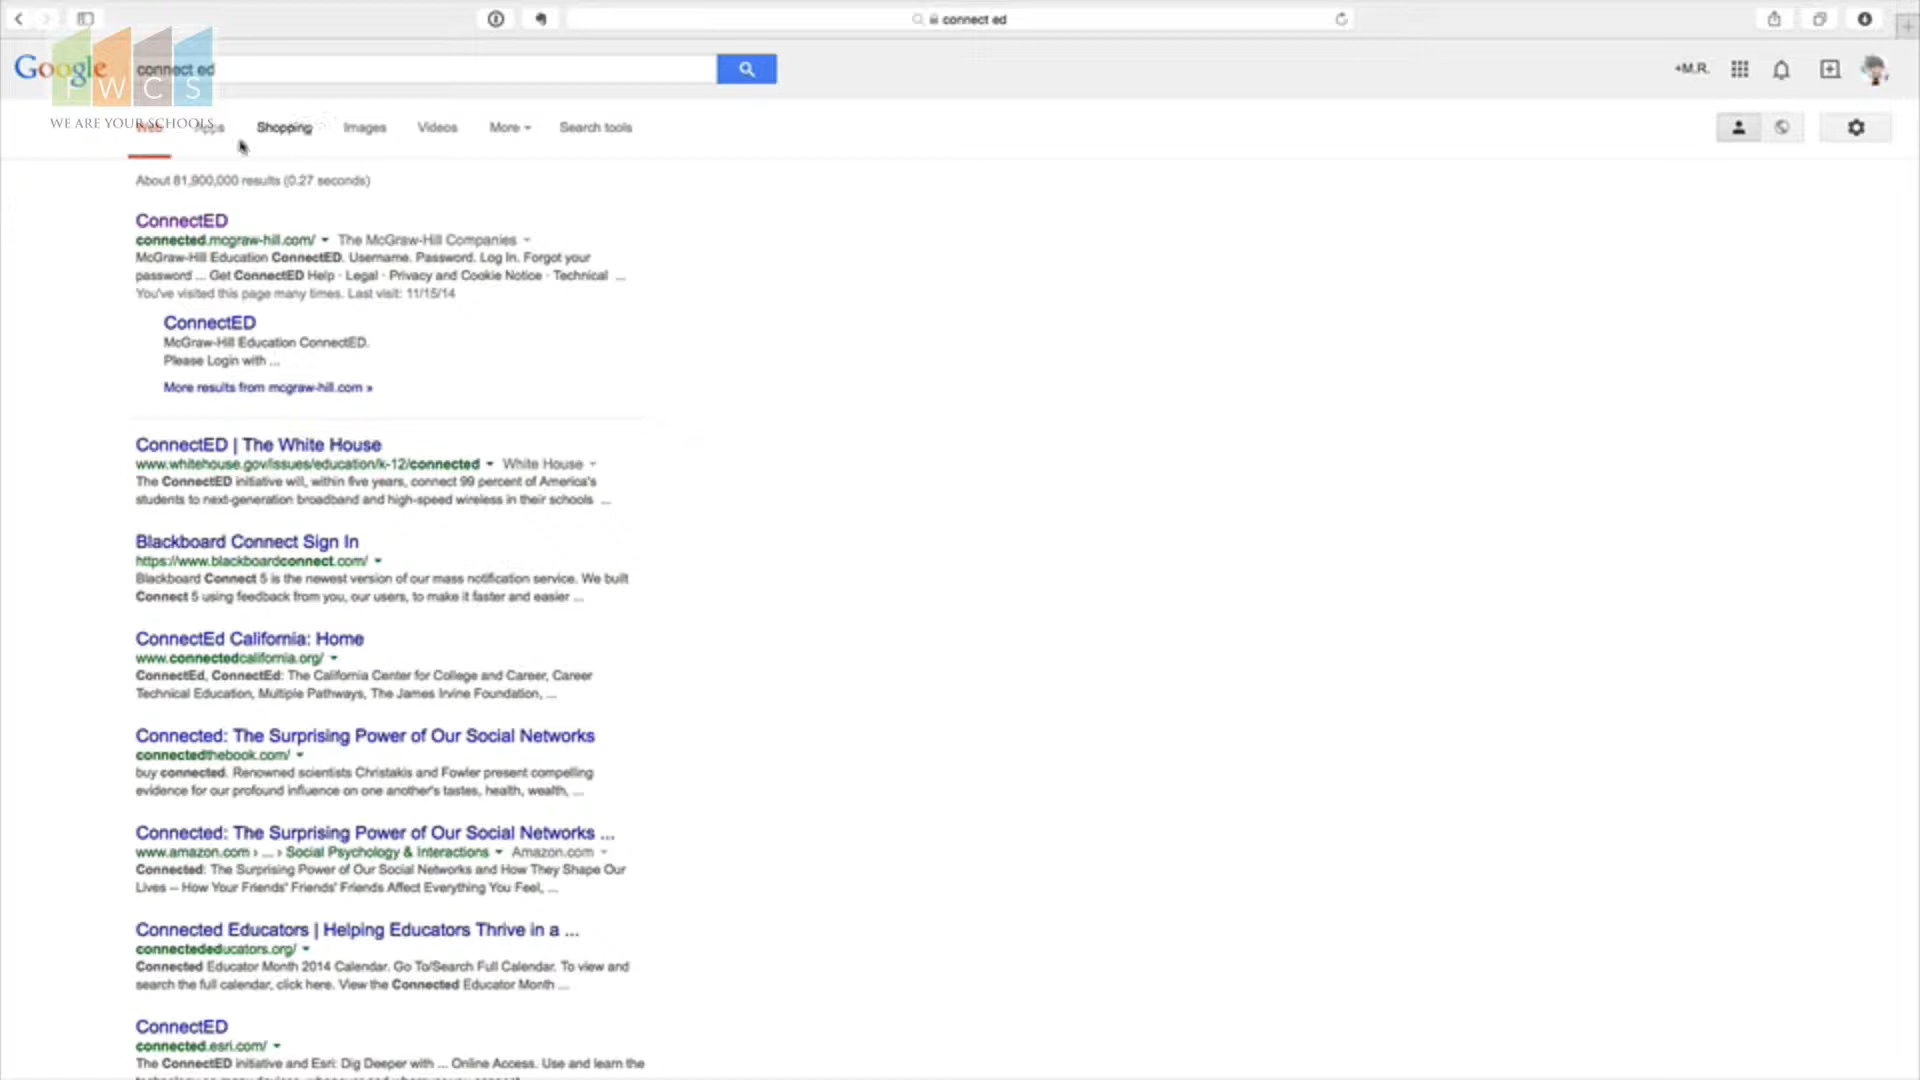 connect ed
Google connect ed
+M.R.
PWCS
WE ARE YOUR SCHOOLS
Web Apps Shopping Images Videos More Search tools
About 81,900,000 results (0.27 seconds)
ConnectED
connected.mcgraw-hill.com/ The McGraw-Hill Companies
McGraw-Hill Education ConnectED. Username. Password. Log In. Forgot your
password ... Get ConnectED Help · Legal · Privacy and Cookie Notice · Technical ...
You've visited this page many times. Last visit: 11/15/14
ConnectED
McGraw-Hill Education ConnectED.
Please Login with ...
More results from mcgraw-hill.com »
ConnectED | The White House
www.whitehouse.gov/issues/education/k-12/connected White House
The ConnectED initiative will, within five years, connect 99 percent of America's
students to next-generation broadband and high-speed wireless in their schools ...
Blackboard Connect Sign In
https://www.blackboardconnect.com/
Blackboard Connect 5 is the newest version of our mass notification service. We built
Connect 5 using feedback from you, our users, to make it faster and easier ...
ConnectEd California: Home
www.connectedcalifornia.org/
ConnectEd, ConnectEd: The California Center for College and Career, Career
Technical Education, Multiple Pathways, The James Irvine Foundation, ...
Connected: The Surprising Power of Our Social Networks
connectedthebook.com/
buy connected. Renowned scientists Christakis and Fowler present compelling
evidence for our profound influence on one another's tastes, health, wealth, ...
Connected: The Surprising Power of Our Social Networks ...
www.amazon.com › ... › Social Psychology & Interactions Amazon.com
Connected: The Surprising Power of Our Social Networks and How They Shape Our
Lives -- How Your Friends' Friends' Friends Affect Everything You Feel, ...
Connected Educators | Helping Educators Thrive in a ...
connectededucators.org/
Connected Educator Month 2014 Calendar. Go To/Search Full Calendar. To view and
search the full calendar, click here. View the Connected Educator Month ...
ConnectED
connected.esri.com/
The ConnectED initiative and Esri: Dig Deeper with ... Online Access. Use and learn the